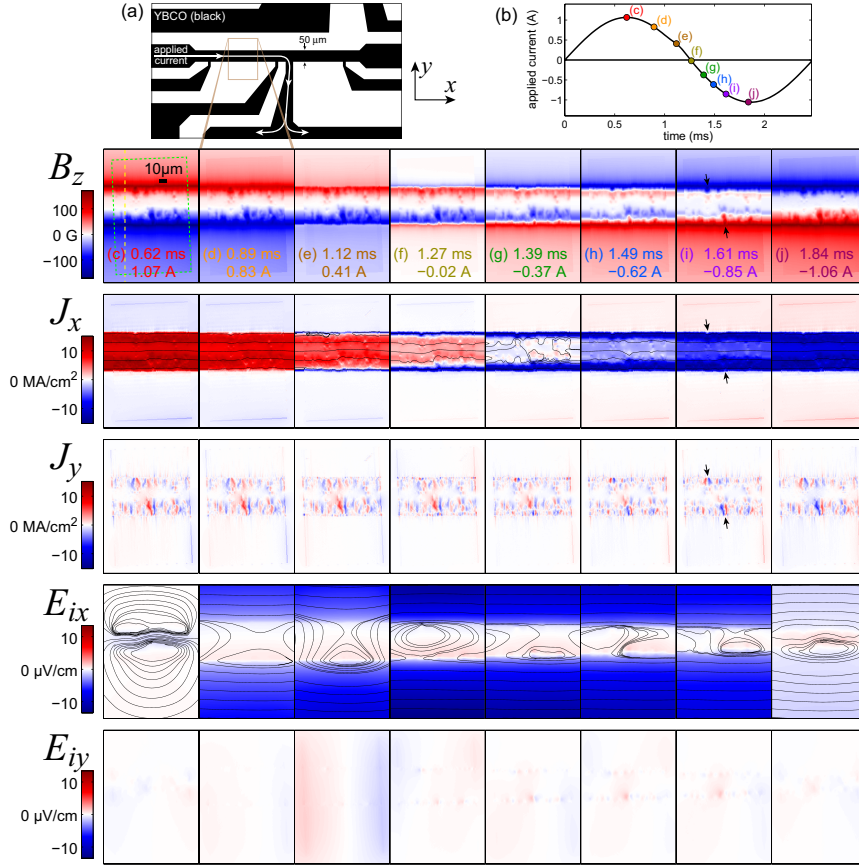 (a)
YBCO (black)
50 μm
applied
current
y
x
(b)
applied current (A)
1
0.5
0
−0.5
−1
0
0.5
1
1.5
2
time (ms)
(c)
(d)
(e)
(f)
(g)
(h)
(i)
(j)
B_z
100
0 G
−100
10μm
(c) 0.62 ms
1.07 A
(d) 0.89 ms
0.83 A
(e) 1.12 ms
0.41 A
(f) 1.27 ms
−0.02 A
(g) 1.39 ms
−0.37 A
(h) 1.49 ms
−0.62 A
(i) 1.61 ms
−0.85 A
(j) 1.84 ms
−1.06 A
J_x
10
0 MA/cm²
−10
J_y
10
0 MA/cm²
−10
E_ix
10
0 μV/cm
−10
E_iy
10
0 μV/cm
−10